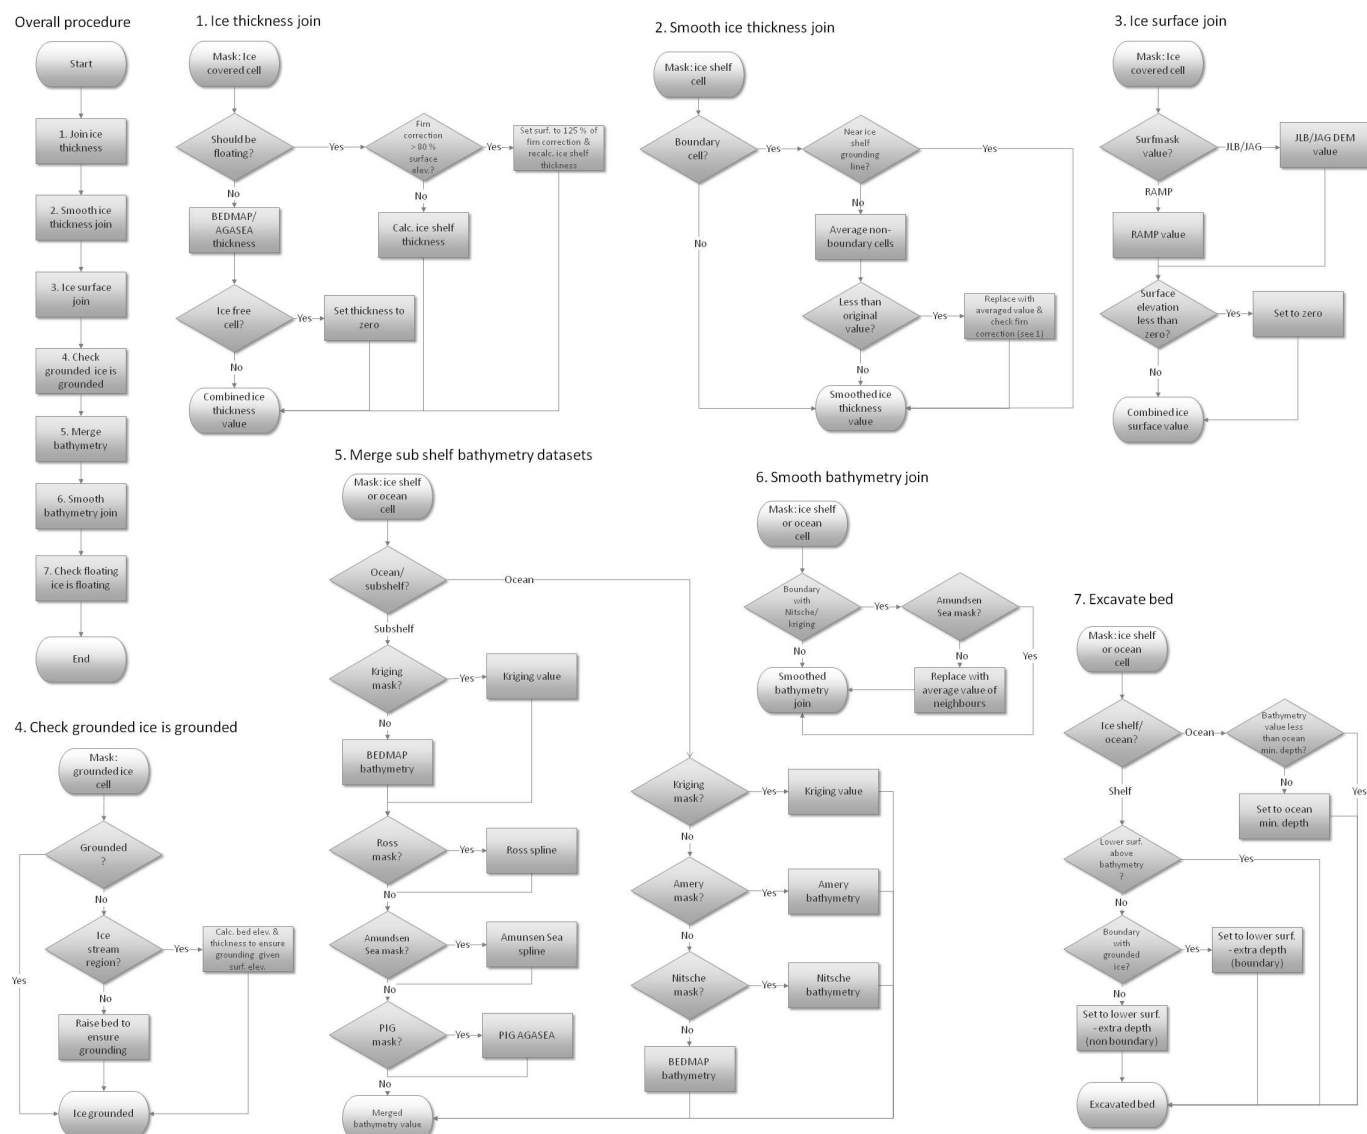 Overall procedure
Start
1. Join ice
thickness
2. Smooth ice
thickness join
3. Ice surface
join
4. Check
grounded ice is
grounded
5. Merge
bathymetry
6. Smooth
bathymetry join
7. Check floating
ice is floating
End
1. Ice thickness join
Mask: Ice
covered cell
Should be
floating?
Yes
Firn
correction
> 80 %
surface
elev.?
Yes
Set surf. to 125 % of
firn correction &
recalc. ice shelf
thickness
No
BEDMAP/
AGASEA
thickness
No
Calc. ice shelf
thickness
Ice free
cell?
Yes
Set thickness to
zero
No
Combined ice
thickness
value
2. Smooth ice thickness join
Mask: ice shelf
cell
Boundary
cell?
Yes
Near ice
shelf
grounding
line?
Yes
No
No
Average non-
boundary cells
Less than
original
value?
Yes
Replace with
averaged value &
check firn
correction (see 1)
No
Smoothed ice
thickness
value
3. Ice surface join
Mask: Ice
covered cell
Surfmask
value?
JLB/JAG
JLB/JAG DEM
value
RAMP
RAMP value
Surface
elevation
less than
zero?
Yes
Set to zero
No
Combined ice
surface value
4. Check grounded ice is grounded
Mask:
grounded ice
cell
Grounded
?
No
Yes
Ice
stream
region?
Yes
Calc. bed elev. &
thickness to ensure
grounding given
surf. elev.
No
Raise bed to
ensure
grounding
Ice grounded
5. Merge sub shelf bathymetry datasets
Mask: ice shelf
or ocean
cell
Ocean/
subshelf?
Ocean
Subshelf
Kriging
mask?
Yes
Kriging value
No
BEDMAP
bathymetry
Ross
mask?
Yes
Ross spline
No
Amundsen
Sea mask?
Yes
Amunsen Sea
spline
No
PIG
mask?
Yes
PIG AGASEA
No
Merged
bathymetry value
Kriging
mask?
Yes
Kriging value
No
Amery
mask?
Yes
Amery
bathymetry
No
Nitsche
mask?
Yes
Nitsche
bathymetry
No
BEDMAP
bathymetry
6. Smooth bathymetry join
Mask: ice shelf
or ocean
cell
Boundary
with
Nitsche/
kriging
Yes
Amundsen
Sea mask?
No
No
Yes
Smoothed
bathymetry
join
Replace with
average value of
neighbours
7. Excavate bed
Mask: ice shelf
or ocean
cell
Ice shelf/
ocean?
Ocean
Bathymetry
value less
than ocean
min. depth?
No
Yes
Set to ocean
min. depth
Shelf
Lower surf.
above
bathymetry
?
Yes
No
Boundary
with
grounded
ice?
Yes
Set to lower surf.
- extra depth
(boundary)
No
Set to lower surf.
- extra depth
(non boundary)
Excavated bed